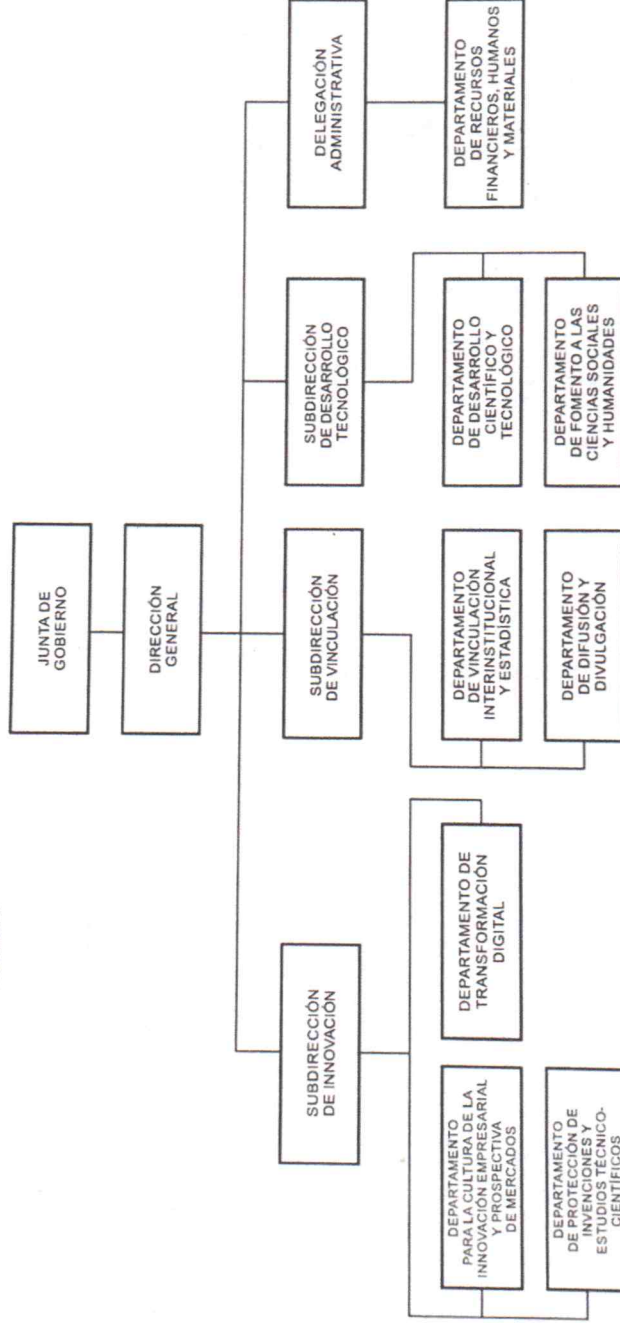 JUNTA DE
GOBIERNO
DIRECCIÓN
GENERAL
SUBDIRECCIÓN
DE INNOVACIÓN
SUBDIRECCIÓN
DE VINCULACIÓN
SUBDIRECCIÓN
DE DESARROLLO
TECNOLÓGICO
DELEGACIÓN
ADMINISTRATIVA
DEPARTAMENTO
PARA LA CULTURA DE LA
INNOVACIÓN EMPRESARIAL
Y PROSPECTIVA
DE MERCADOS
DEPARTAMENTO DE
TRANSFORMACIÓN
DIGITAL
DEPARTAMENTO
DE VINCULACIÓN
INTERINSTITUCIONAL
Y ESTADÍSTICA
DEPARTAMENTO
DE DESARROLLO
CIENTÍFICO Y
TECNOLÓGICO
DEPARTAMENTO
DE RECURSOS
FINANCIEROS, HUMANOS
Y MATERIALES
DEPARTAMENTO
DE PROTECCIÓN DE
INVENCIONES Y
ESTUDIOS TÉCNICO-
CIENTÍFICOS
DEPARTAMENTO
DE DIFUSIÓN Y
DIVULGACIÓN
DEPARTAMENTO
DE FOMENTO A LAS
CIENCIAS SOCIALES
Y HUMANIDADES